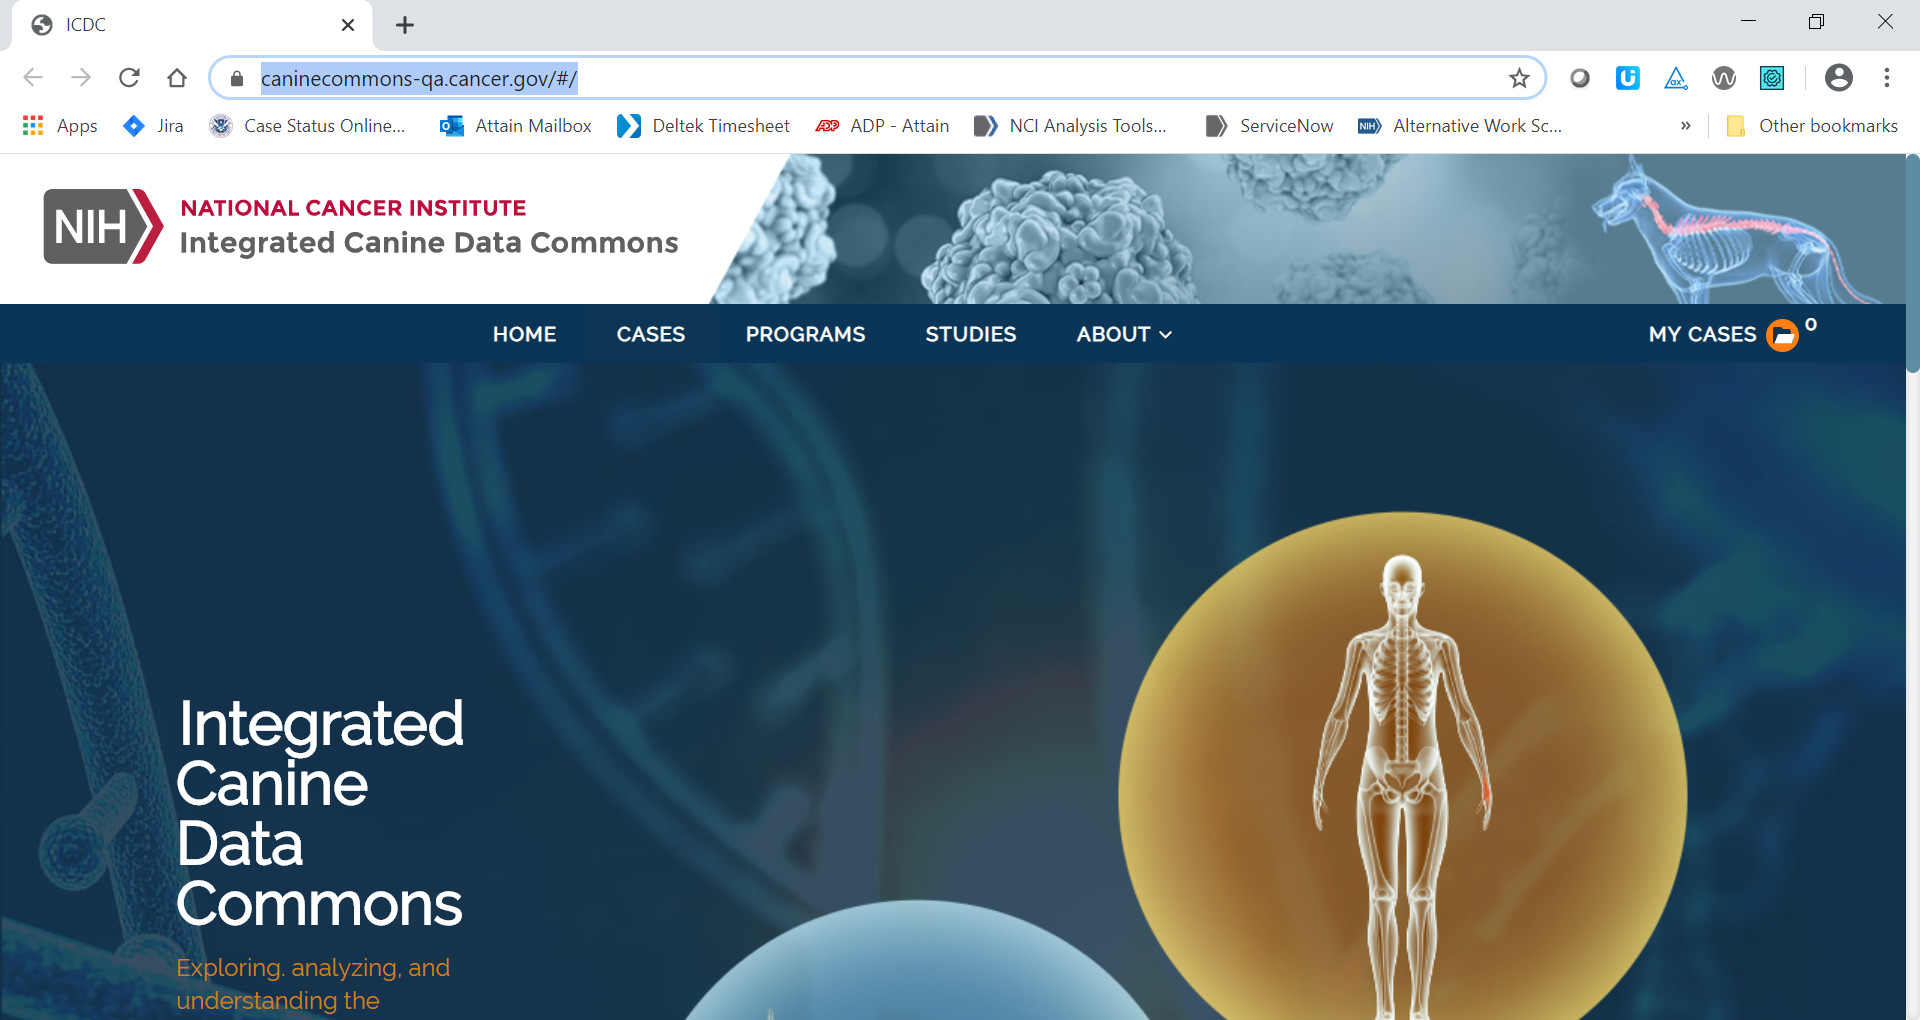 ICDC
caninecommons-qa.cancer.gov/#/
Apps
Jira
Case Status Online...
Attain Mailbox
Deltek Timesheet
ADP - Attain
NCI Analysis Tools...
ServiceNow
NIH
Alternative Work Sc...
»
Other bookmarks
NIH
NATIONAL CANCER INSTITUTE
Integrated Canine Data Commons
HOME
CASES
PROGRAMS
STUDIES
ABOUT
MY CASES
0
Integrated
Canine
Data
Commons
Exploring. analyzing, and
understanding the